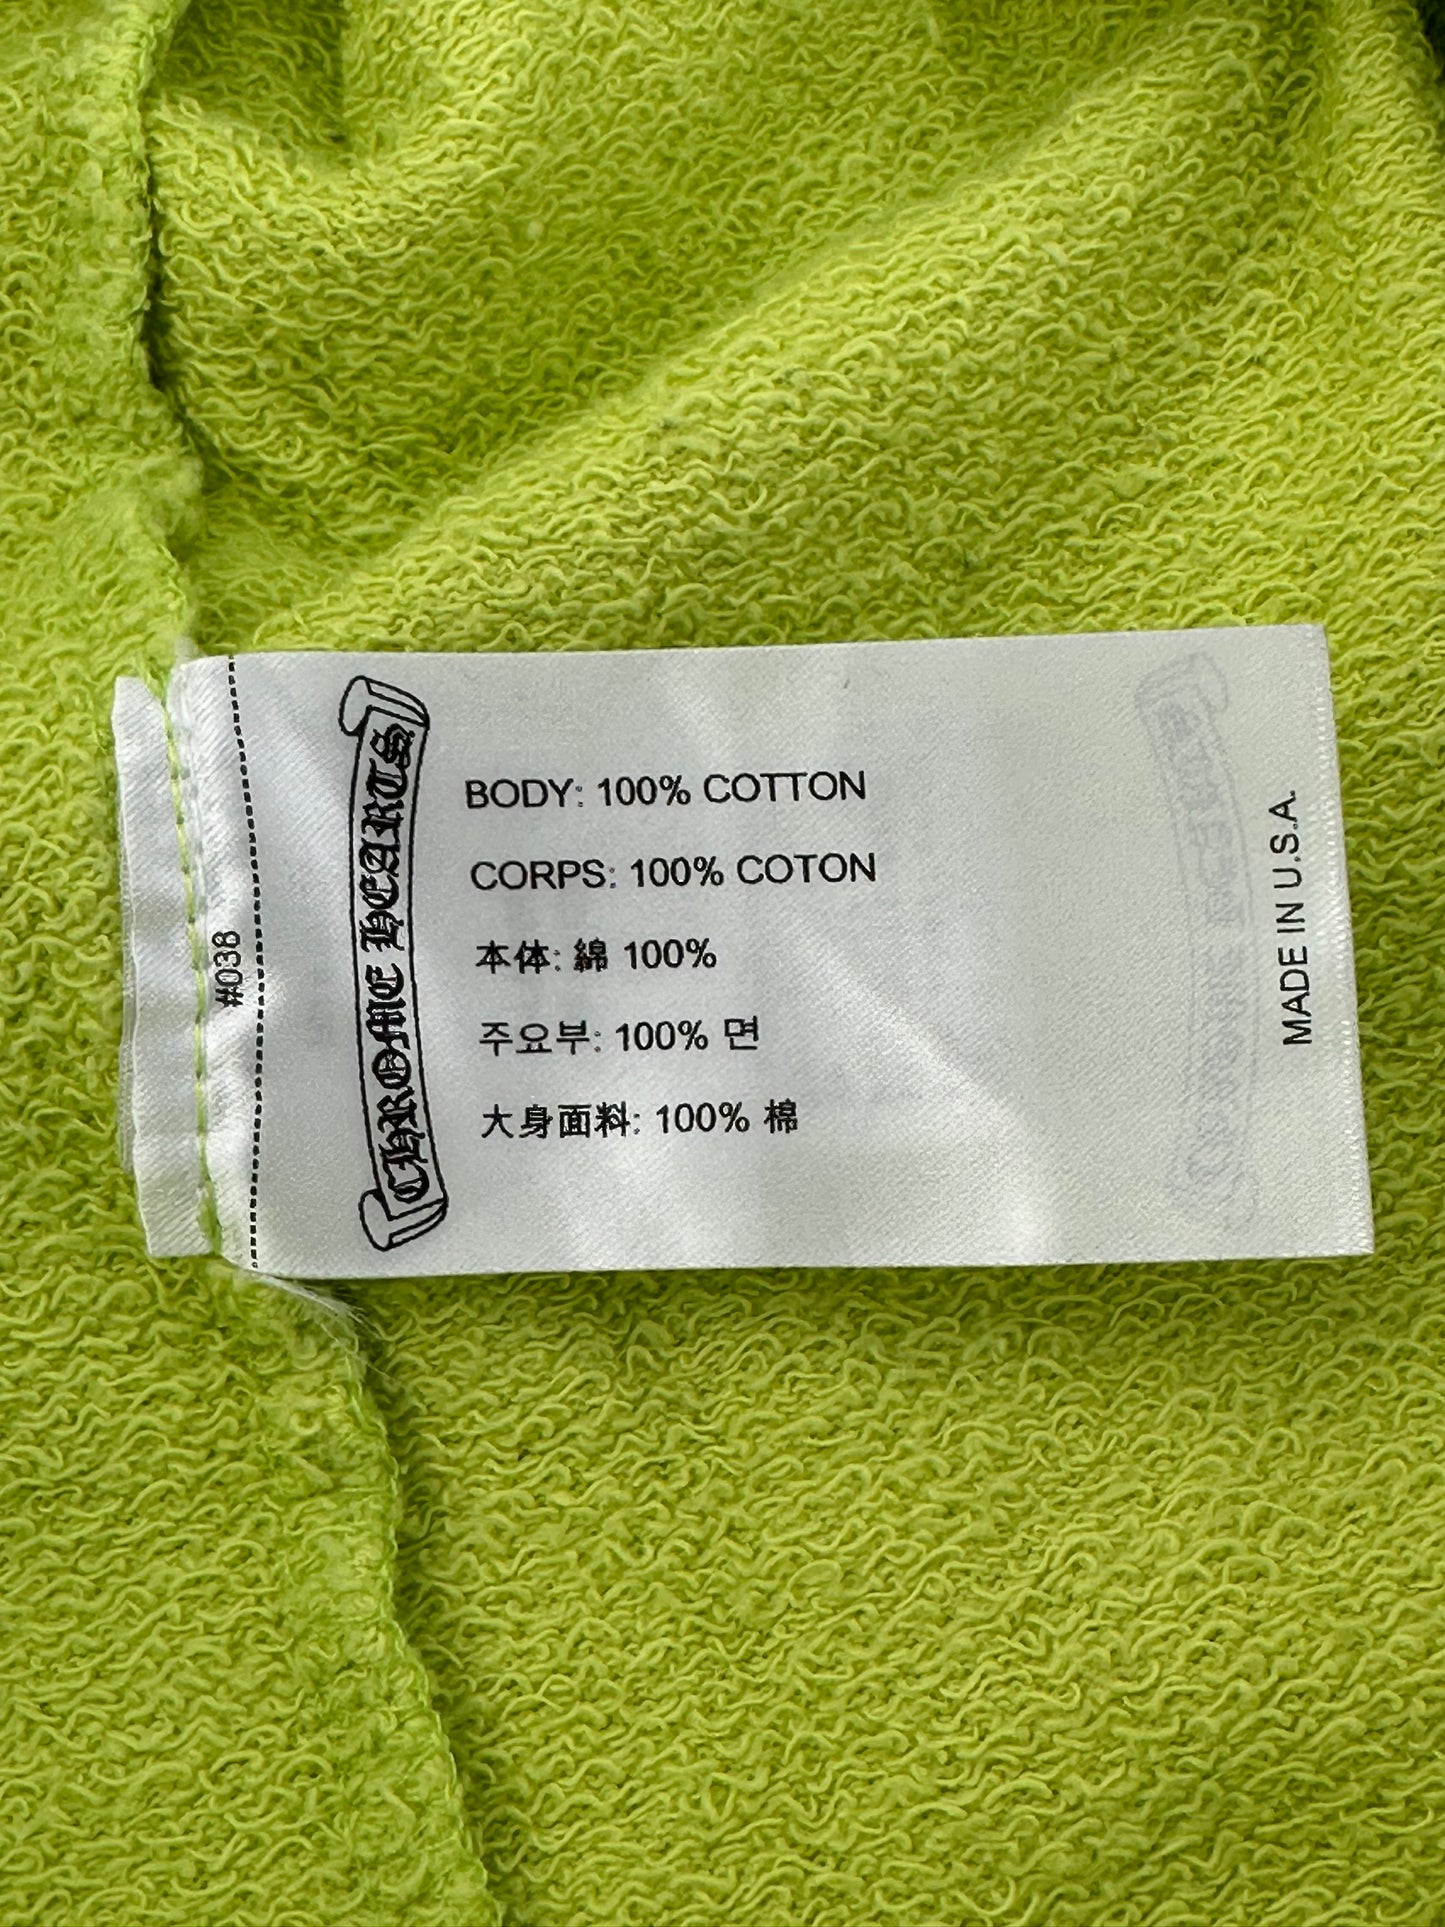 #038
CHROME HEARTS
BODY: 100% COTTON
CORPS: 100% COTON
本体: 綿 100%
주요부: 100% 면
大身面料: 100% 棉
MADE IN U.S.A.